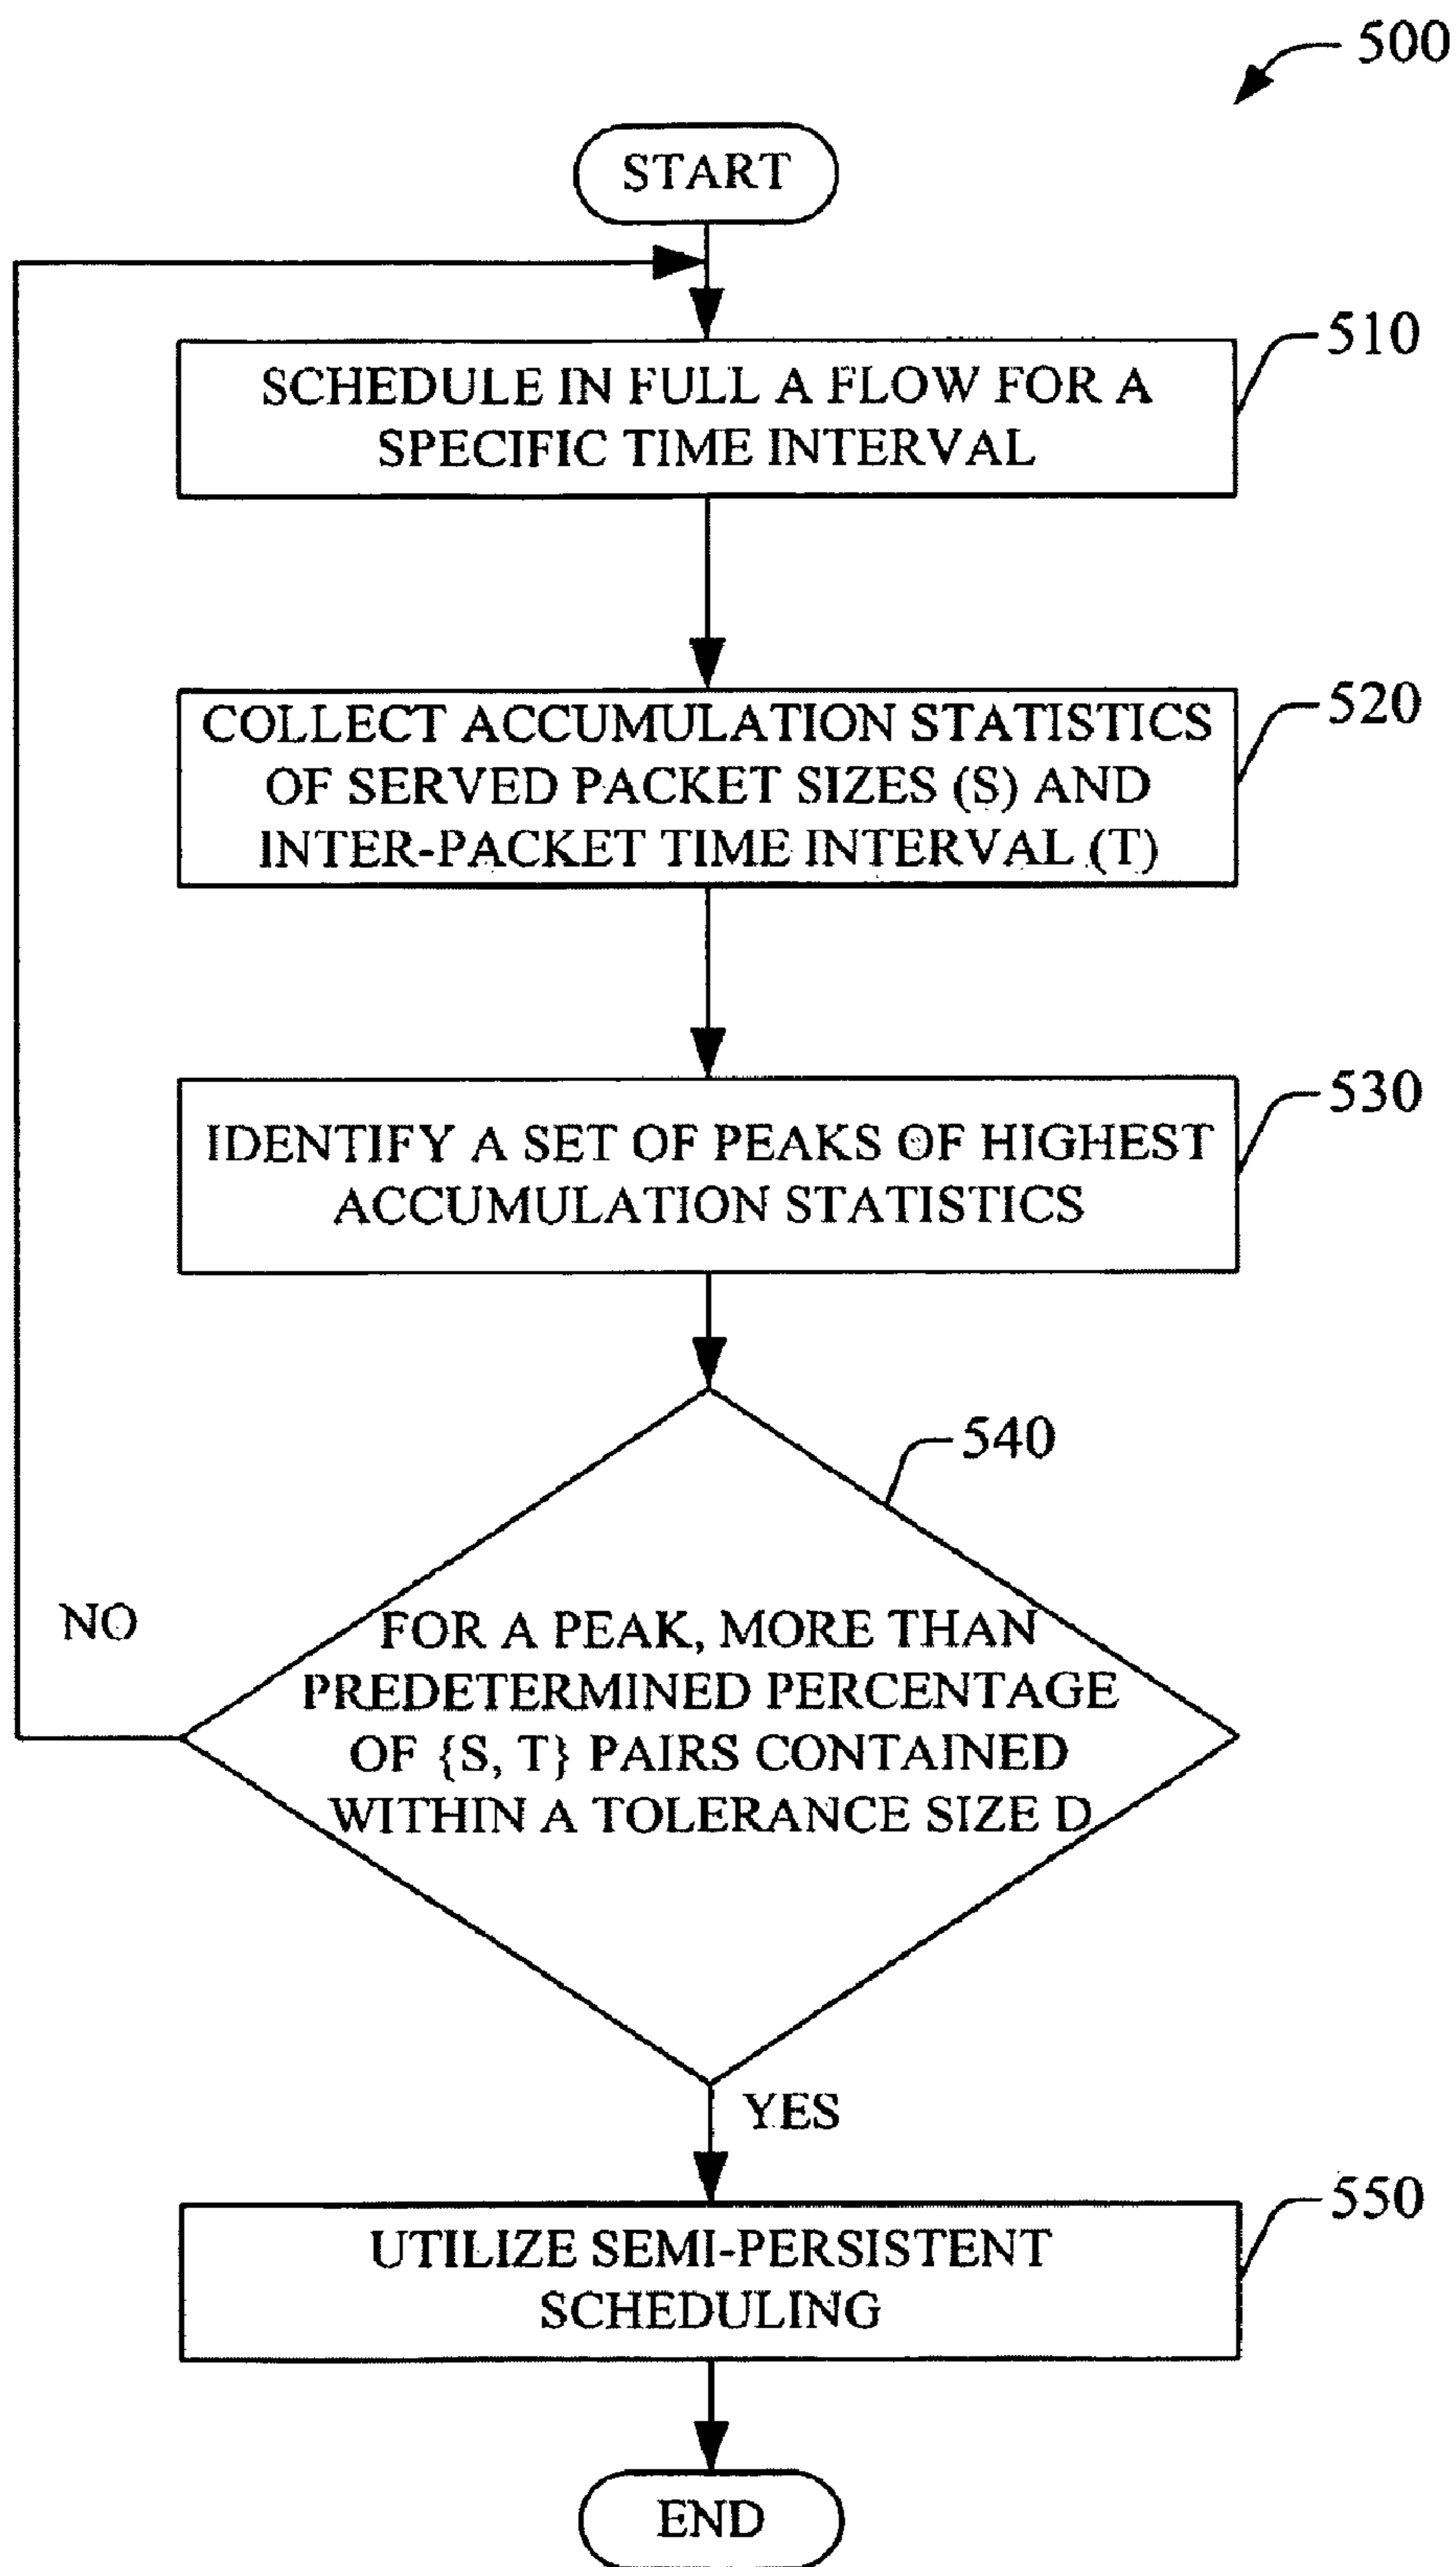 500
START
510
SCHEDULE IN FULL A FLOW FOR A
SPECIFIC TIME INTERVAL
520
COLLECT ACCUMULATION STATISTICS
OF SERVED PACKET SIZES (S) AND
INTER-PACKET TIME INTERVAL (T)
530
IDENTIFY A SET OF PEAKS OF HIGHEST
ACCUMULATION STATISTICS
540
NO
FOR A PEAK, MORE THAN
PREDETERMINED PERCENTAGE
OF {S, T} PAIRS CONTAINED
WITHIN A TOLERANCE SIZE D
YES
550
UTILIZE SEMI-PERSISTENT
SCHEDULING
END